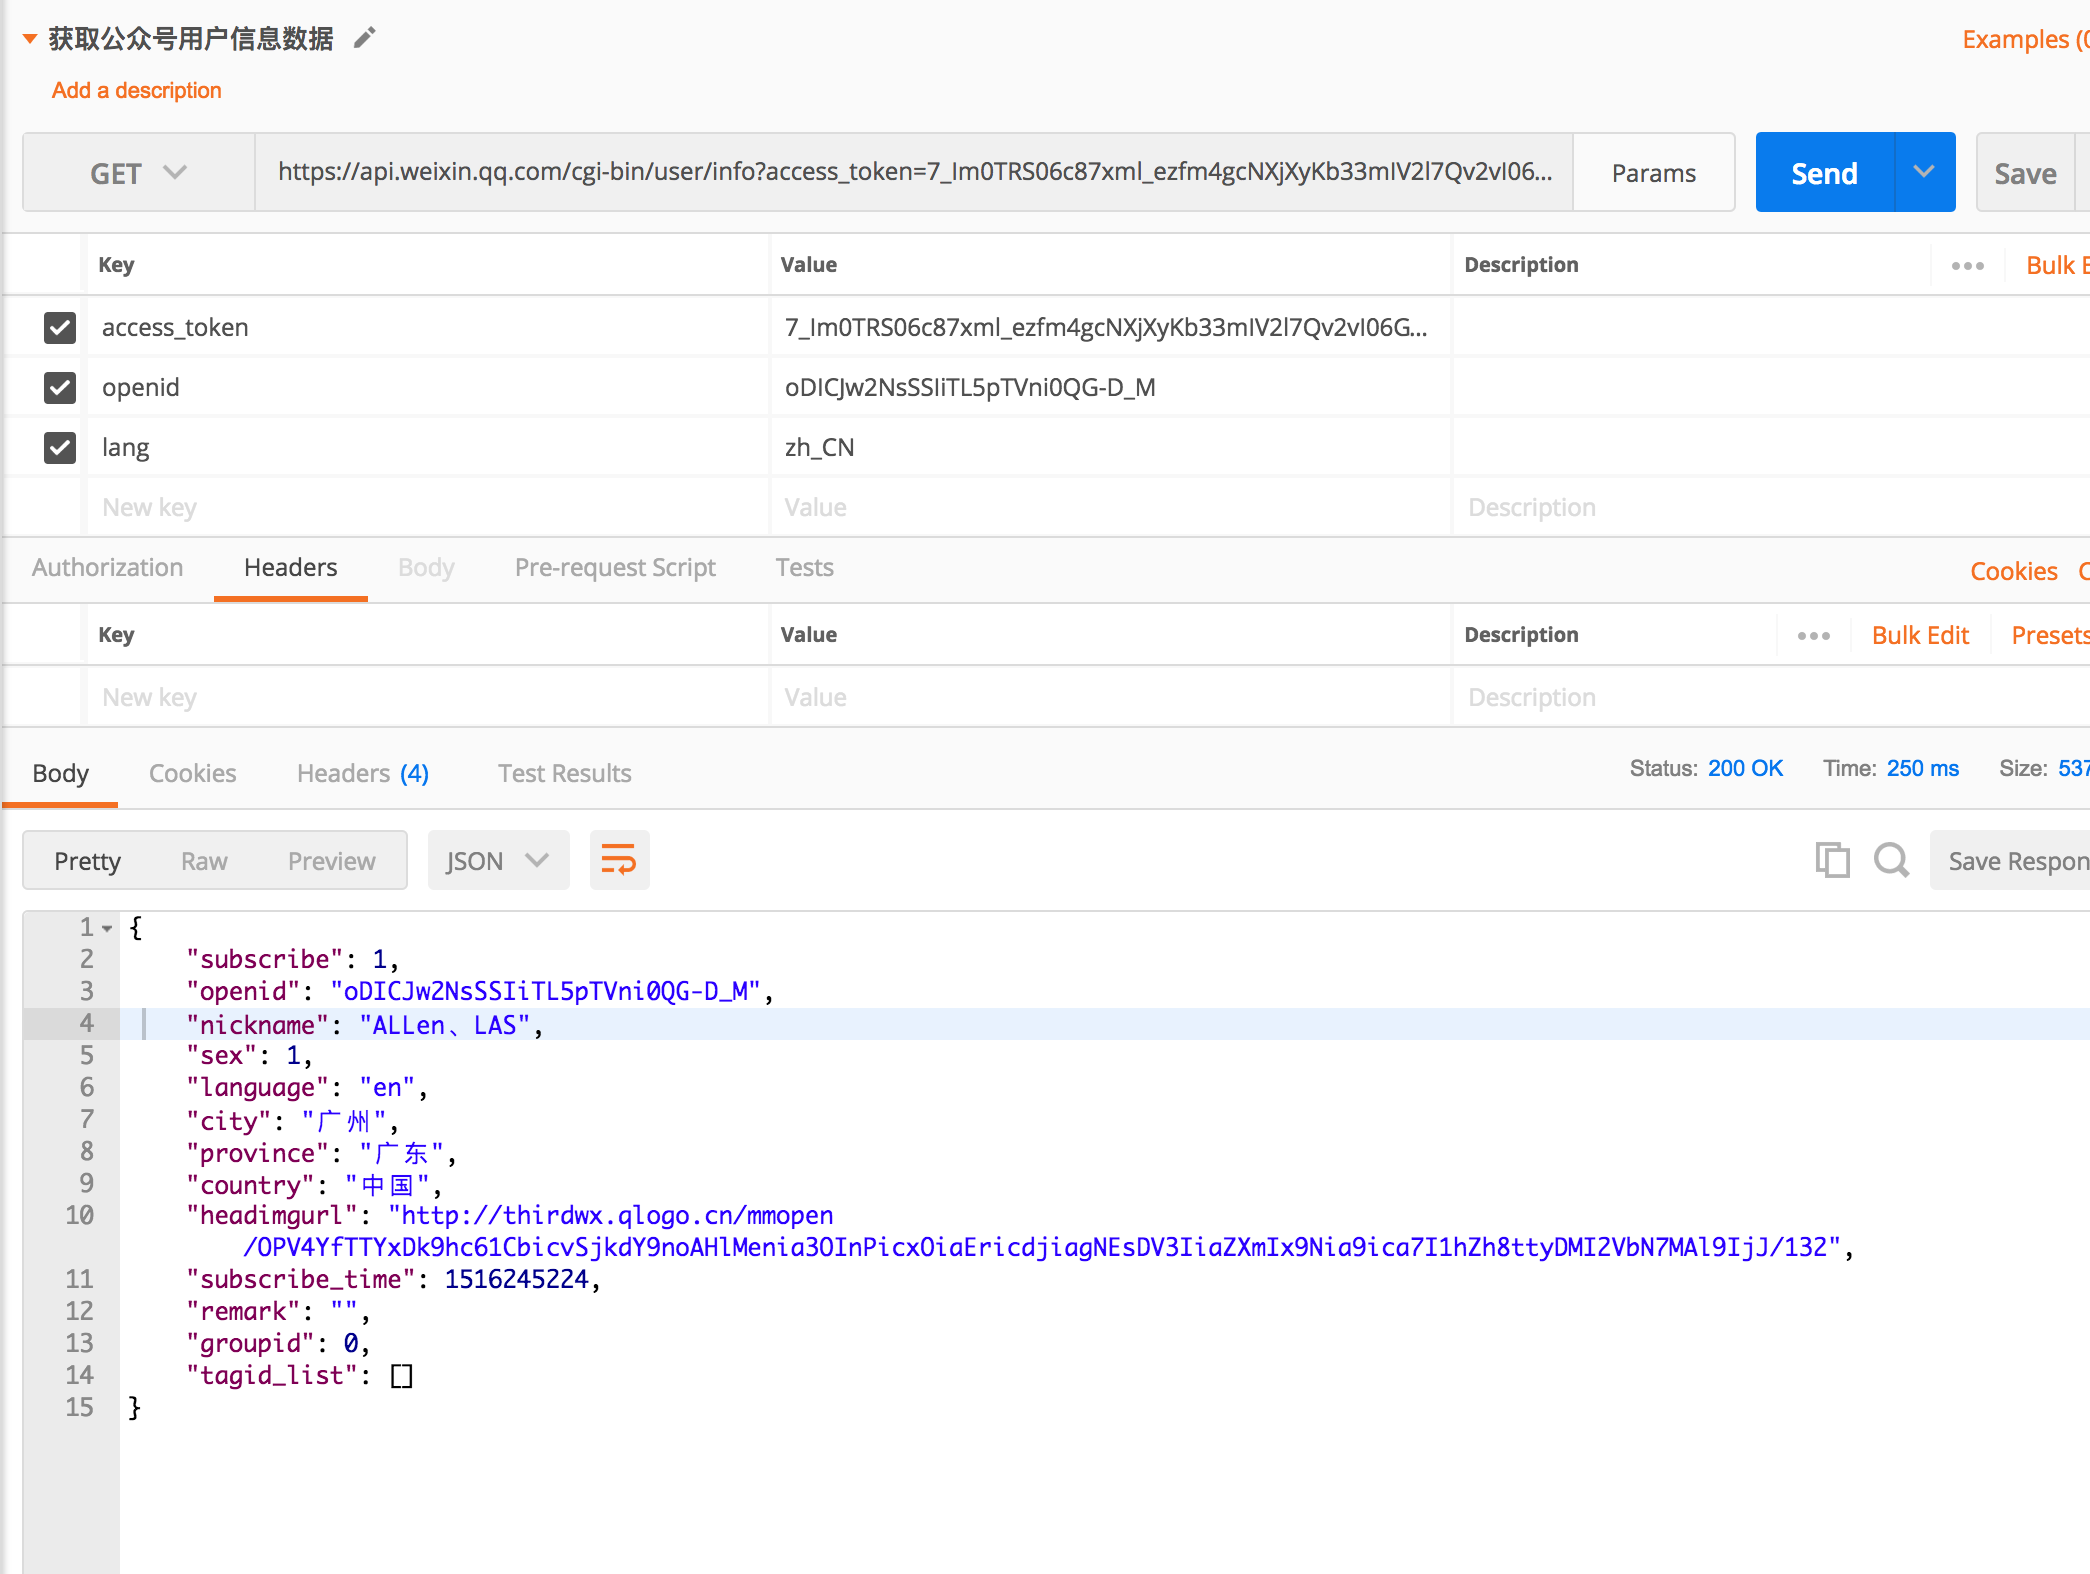 获取公众号用户信息数据
Examples (0
Add a description
GET
https://api.weixin.qq.com/cgi-bin/user/info?access_token=7_Im0TRS06c87xml_ezfm4gcNXjXyKb33mIV2l7Qv2vI06...
Params
Send
Save
Key Value Description ••• Bulk E
access_token 7_Im0TRS06c87xml_ezfm4gcNXjXyKb33mIV2l7Qv2vI06G...
openid oDICJw2NsSSIiTL5pTVni0QG-D_M
lang zh_CN
New key Value Description
Authorization Headers Body Pre-request Script Tests Cookies C
Key Value Description ••• Bulk Edit Presets
New key Value Description
Body Cookies Headers (4) Test Results Status: 200 OK Time: 250 ms Size: 537
Pretty Raw Preview JSON Save Respon
1 {
2 "subscribe": 1,
3 "openid": "oDICJw2NsSSIiTL5pTVni0QG-D_M",
4 "nickname": "ALLen、LAS",
5 "sex": 1,
6 "language": "en",
7 "city": "广州",
8 "province": "广东",
9 "country": "中国",
10 "headimgurl": "http://thirdwx.qlogo.cn/mmopen
/OPV4YfTTYxDk9hc61CbicvSjkdY9noAHlMenia3OInPicxOiaEricdjiagNEsDV3IiaZXmIx9Nia9ica7I1hZh8ttyDMI2VbN7MAl9IjJ/132",
11 "subscribe_time": 1516245224,
12 "remark": "",
13 "groupid": 0,
14 "tagid_list": []
15 }